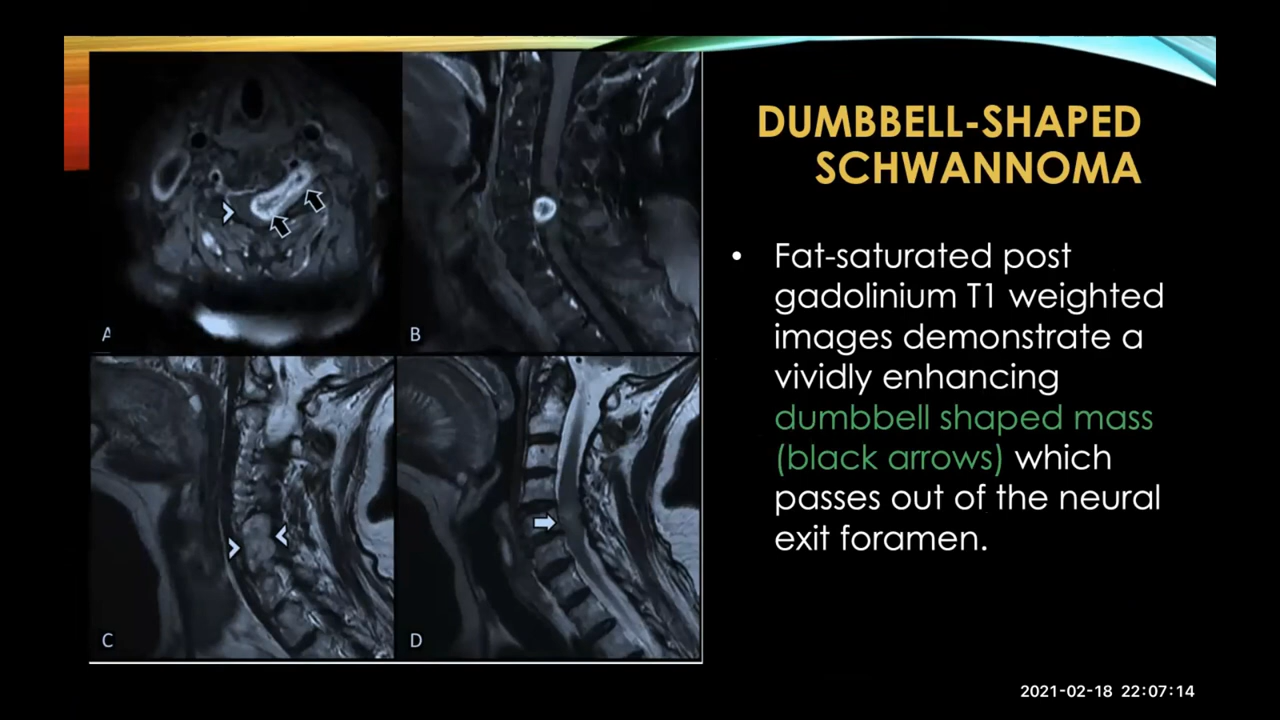 DUMBBELL-SHAPED
SCHWANNOMA
• Fat-saturated post
gadolinium T1 weighted
images demonstrate a
vividly enhancing
dumbbell shaped mass
(black arrows) which
passes out of the neural
exit foramen.
A
B
C
D
2021-02-18 22:07:14